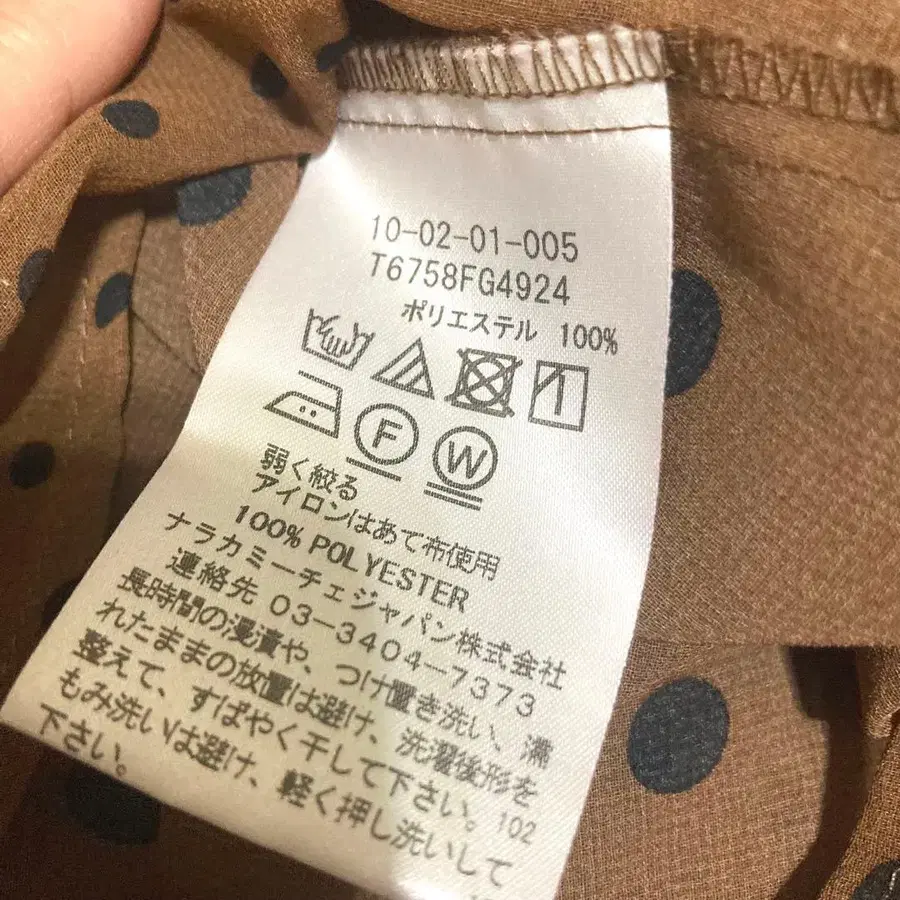 10-02-01-005
T6758FG4924
ポリエステル 100%
F W
弱く絞る
アイロンはあて布使用
100% POLYESTER
ナラカミーチェジャパン株式会社
連絡先 03-3404-7373
長時間の浸漬や、つけ置き洗い、濡
れたままの放置は避け、洗濯後形を
整えて、すばやく干して下さい。102
もみ洗いは避け、軽く押し洗いして
下さい。